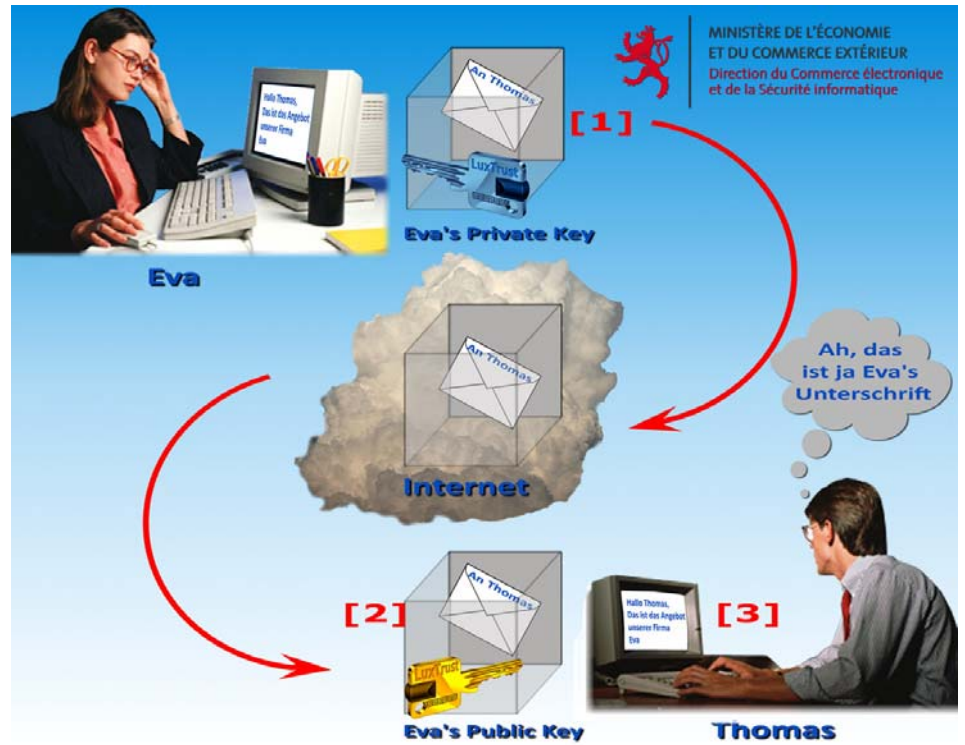 MINISTÈRE DE L'ÉCONOMIE
ET DU COMMERCE EXTÉRIEUR
Direction du Commerce électronique
et de la Sécurité informatique
Hallo Thomas,
Das ist das Angebot
unserer Firma
Eva
An Thomas
[1]
LuxTrust
Eva's Private Key
Eva
An Thomas
Internet
Ah, das
ist ja Eva's
Unterschrift
An Thomas
[2]
LuxTrust
Eva's Public Key
Hallo Thomas,
Das ist das Angebot
unserer Firma
Eva
[3]
Thomas